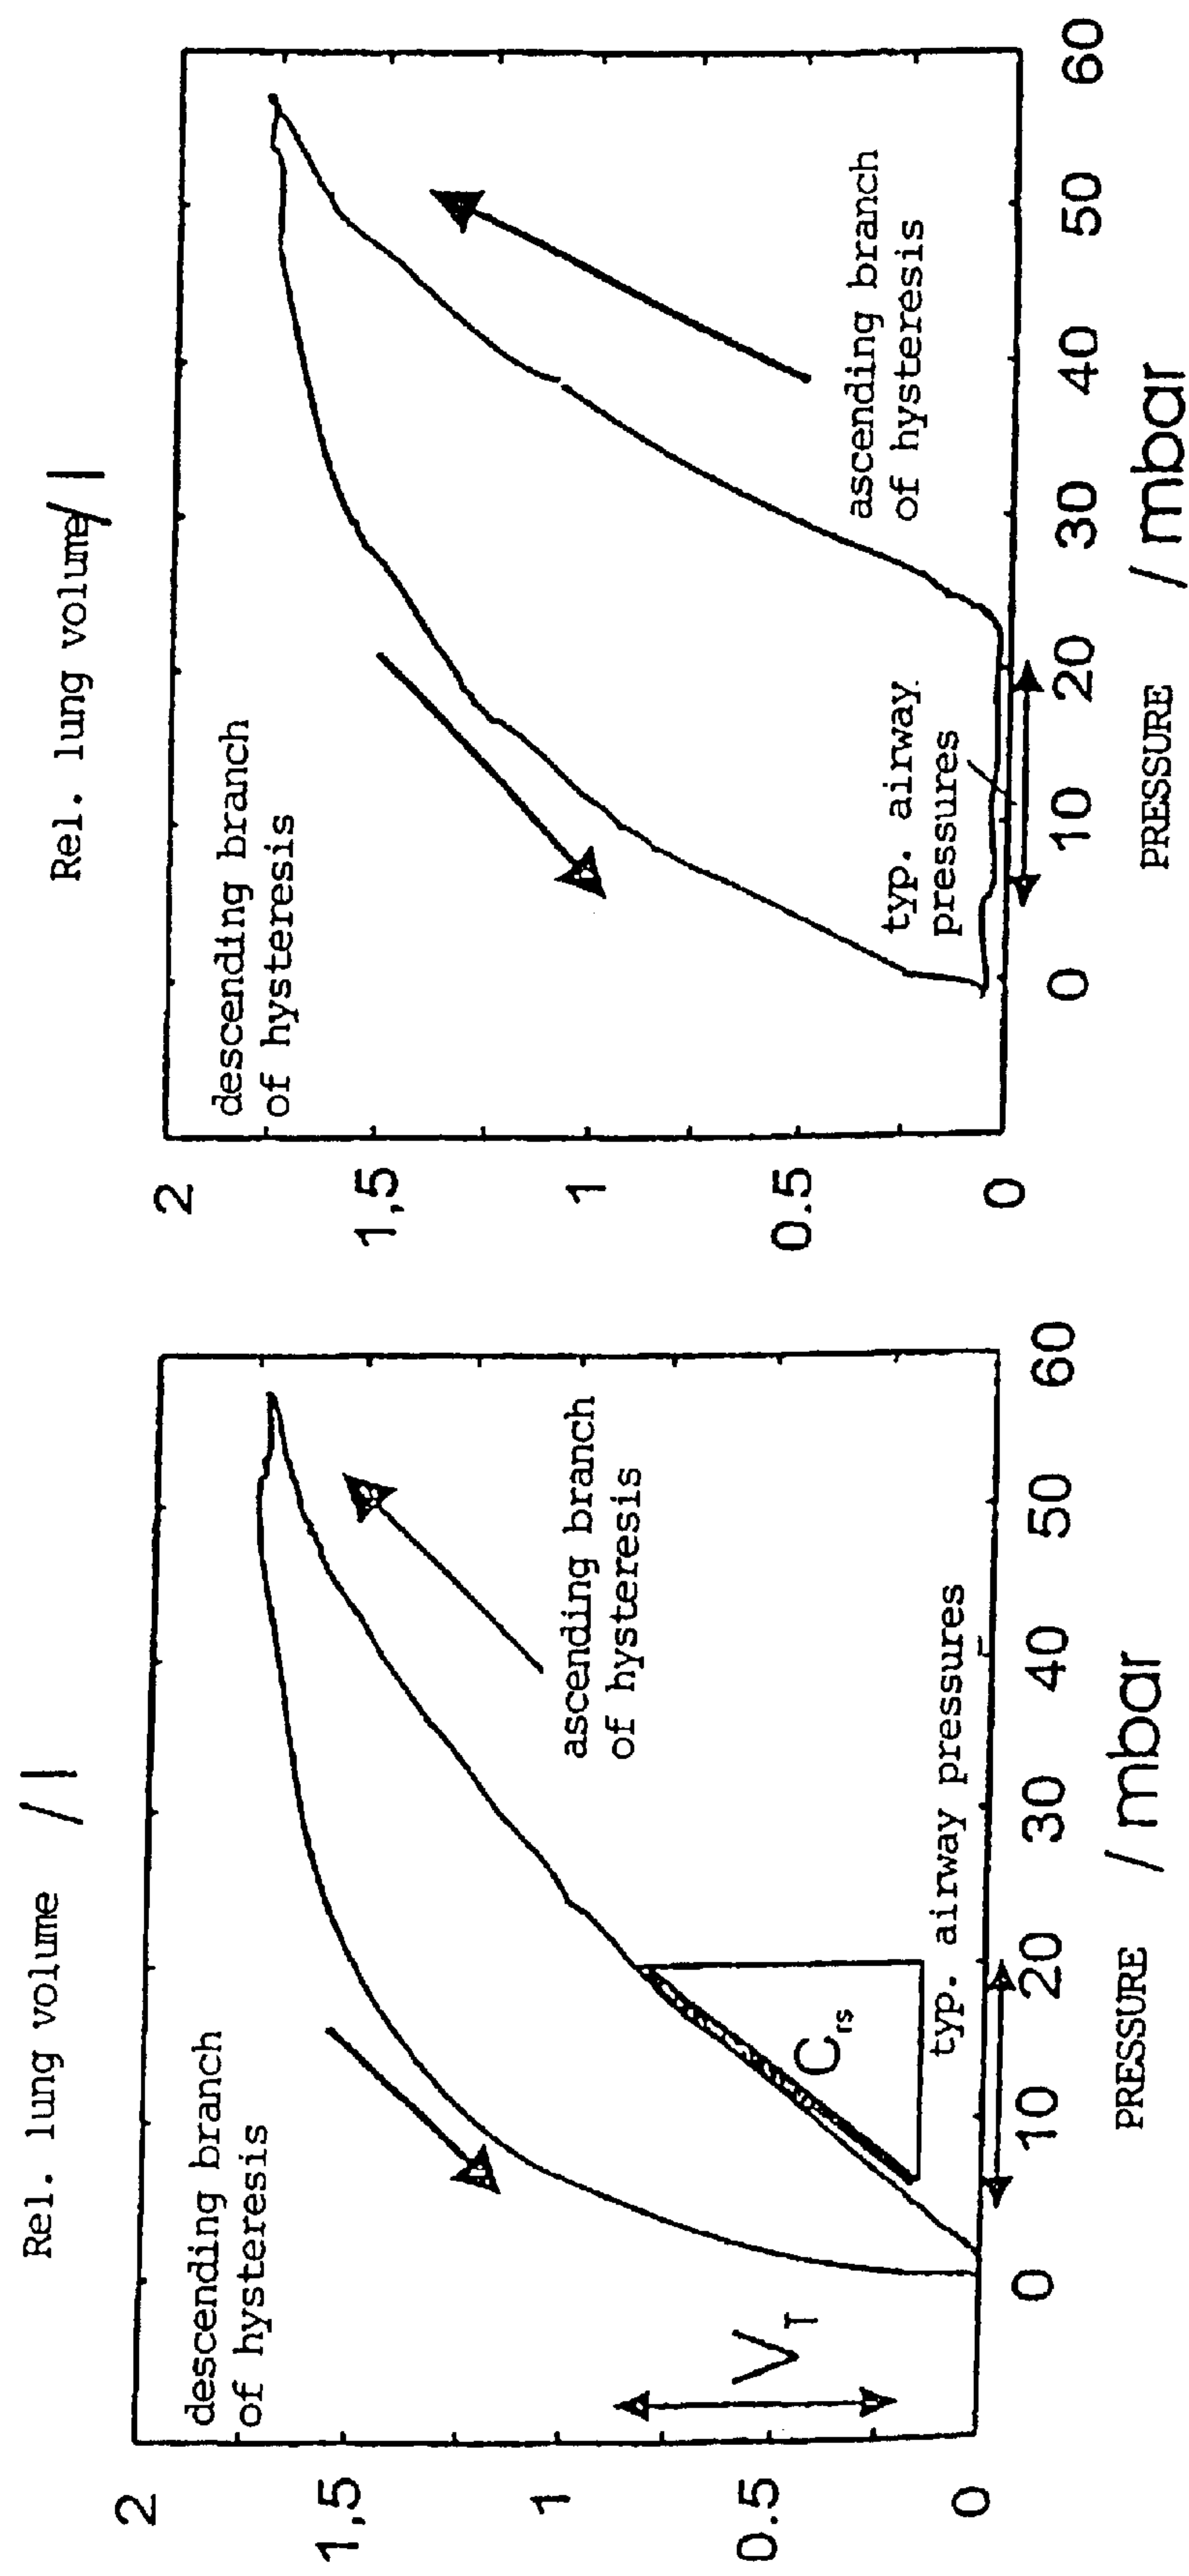 Rel. lung volume / l
2
1,5
1
0.5
0
descending branch
of hysteresis
ascending branch
of hysteresis
VT
Crs
typ. airway pressures
0
10
20
30
40
50
60
PRESSURE / mbar
Rel. lung volume/ l
2
1,5
1
0.5
0
descending branch
of hysteresis
ascending branch
of hysteresis
typ. airway
pressures
0
10
20
30
40
50
60
PRESSURE / mbar